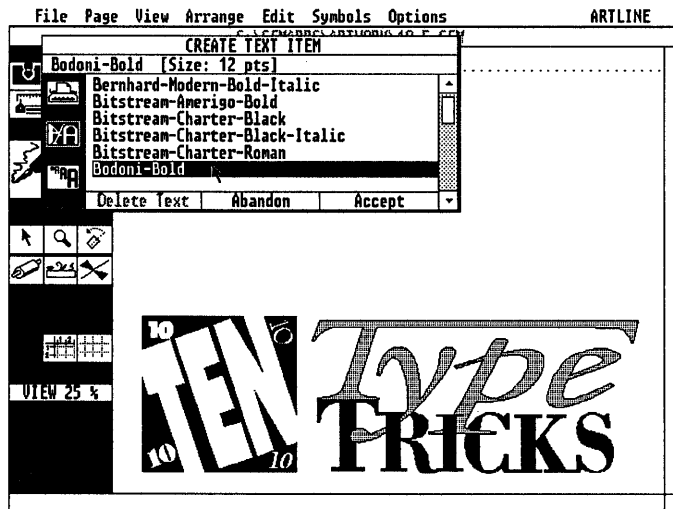 File Page View Arrange Edit Symbols Options ARTLINE
CREATE TEXT ITEM
Bodoni-Bold [Size: 12 pts]
Bernhard-Modern-Bold-Italic
Bitstream-Amerigo-Bold
Bitstream-Charter-Black
Bitstream-Charter-Black-Italic
Bitstream-Charter-Roman
Bodoni-Bold
Delete Text Abandon Accept
VIEW 25 %
10 10
TEN
10 10
Type
TRICKS